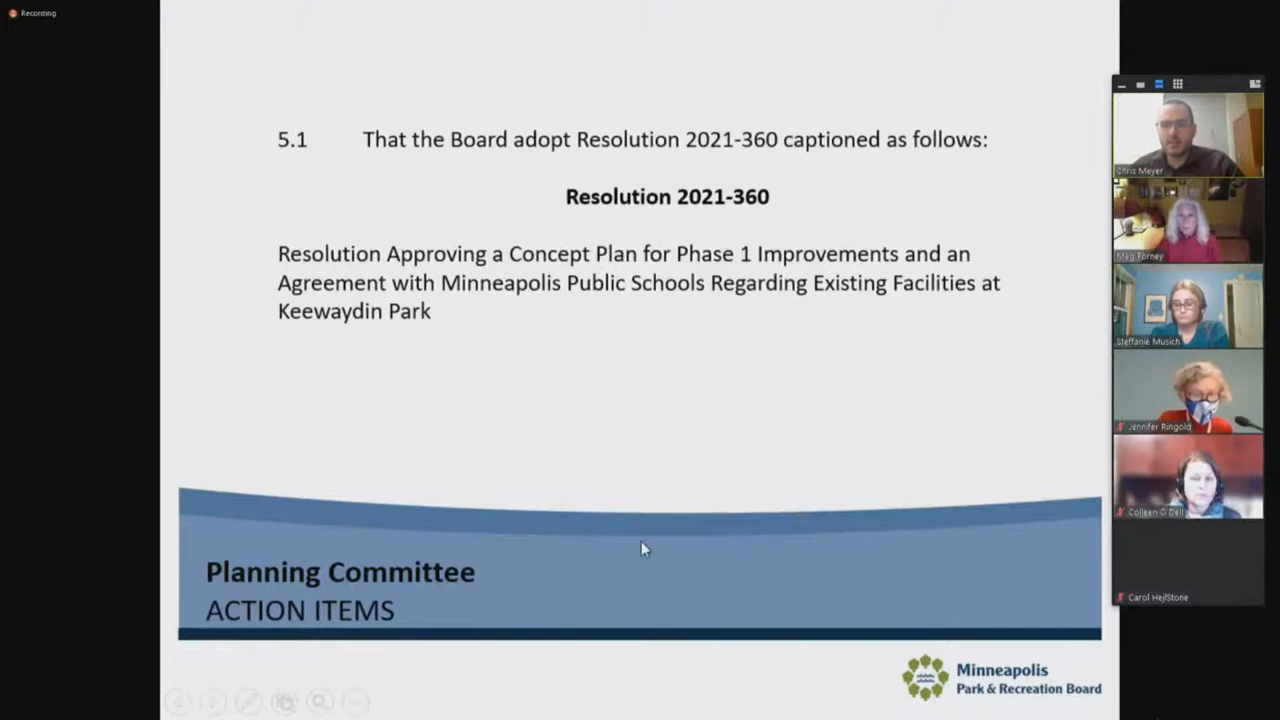 Recording
5.1 That the Board adopt Resolution 2021-360 captioned as follows:
Resolution 2021-360
Resolution Approving a Concept Plan for Phase 1 Improvements and an
Agreement with Minneapolis Public Schools Regarding Existing Facilities at
Keewaydin Park
Planning Committee
ACTION ITEMS
Minneapolis
Park & Recreation Board
Chris Meyer
Meg Forney
Steffanie Musich
Jennifer Ringold
Colleen O'Dell
Carol HejlStone